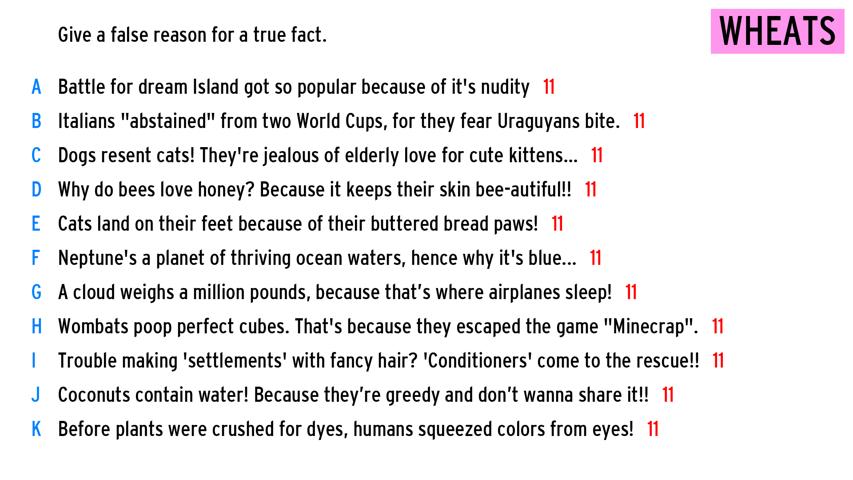 Give a false reason for a true fact.
WHEATS
A Battle for dream Island got so popular because of it's nudity 11
B Italians "abstained" from two World Cups, for they fear Uraguyans bite. 11
C Dogs resent cats! They're jealous of elderly love for cute kittens... 11
D Why do bees love honey? Because it keeps their skin bee-autiful!! 11
E Cats land on their feet because of their buttered bread paws! 11
F Neptune's a planet of thriving ocean waters, hence why it's blue... 11
G A cloud weighs a million pounds, because that’s where airplanes sleep! 11
H Wombats poop perfect cubes. That's because they escaped the game "Minecrap". 11
I Trouble making 'settlements' with fancy hair? 'Conditioners' come to the rescue!! 11
J Coconuts contain water! Because they’re greedy and don’t wanna share it!! 11
K Before plants were crushed for dyes, humans squeezed colors from eyes! 11